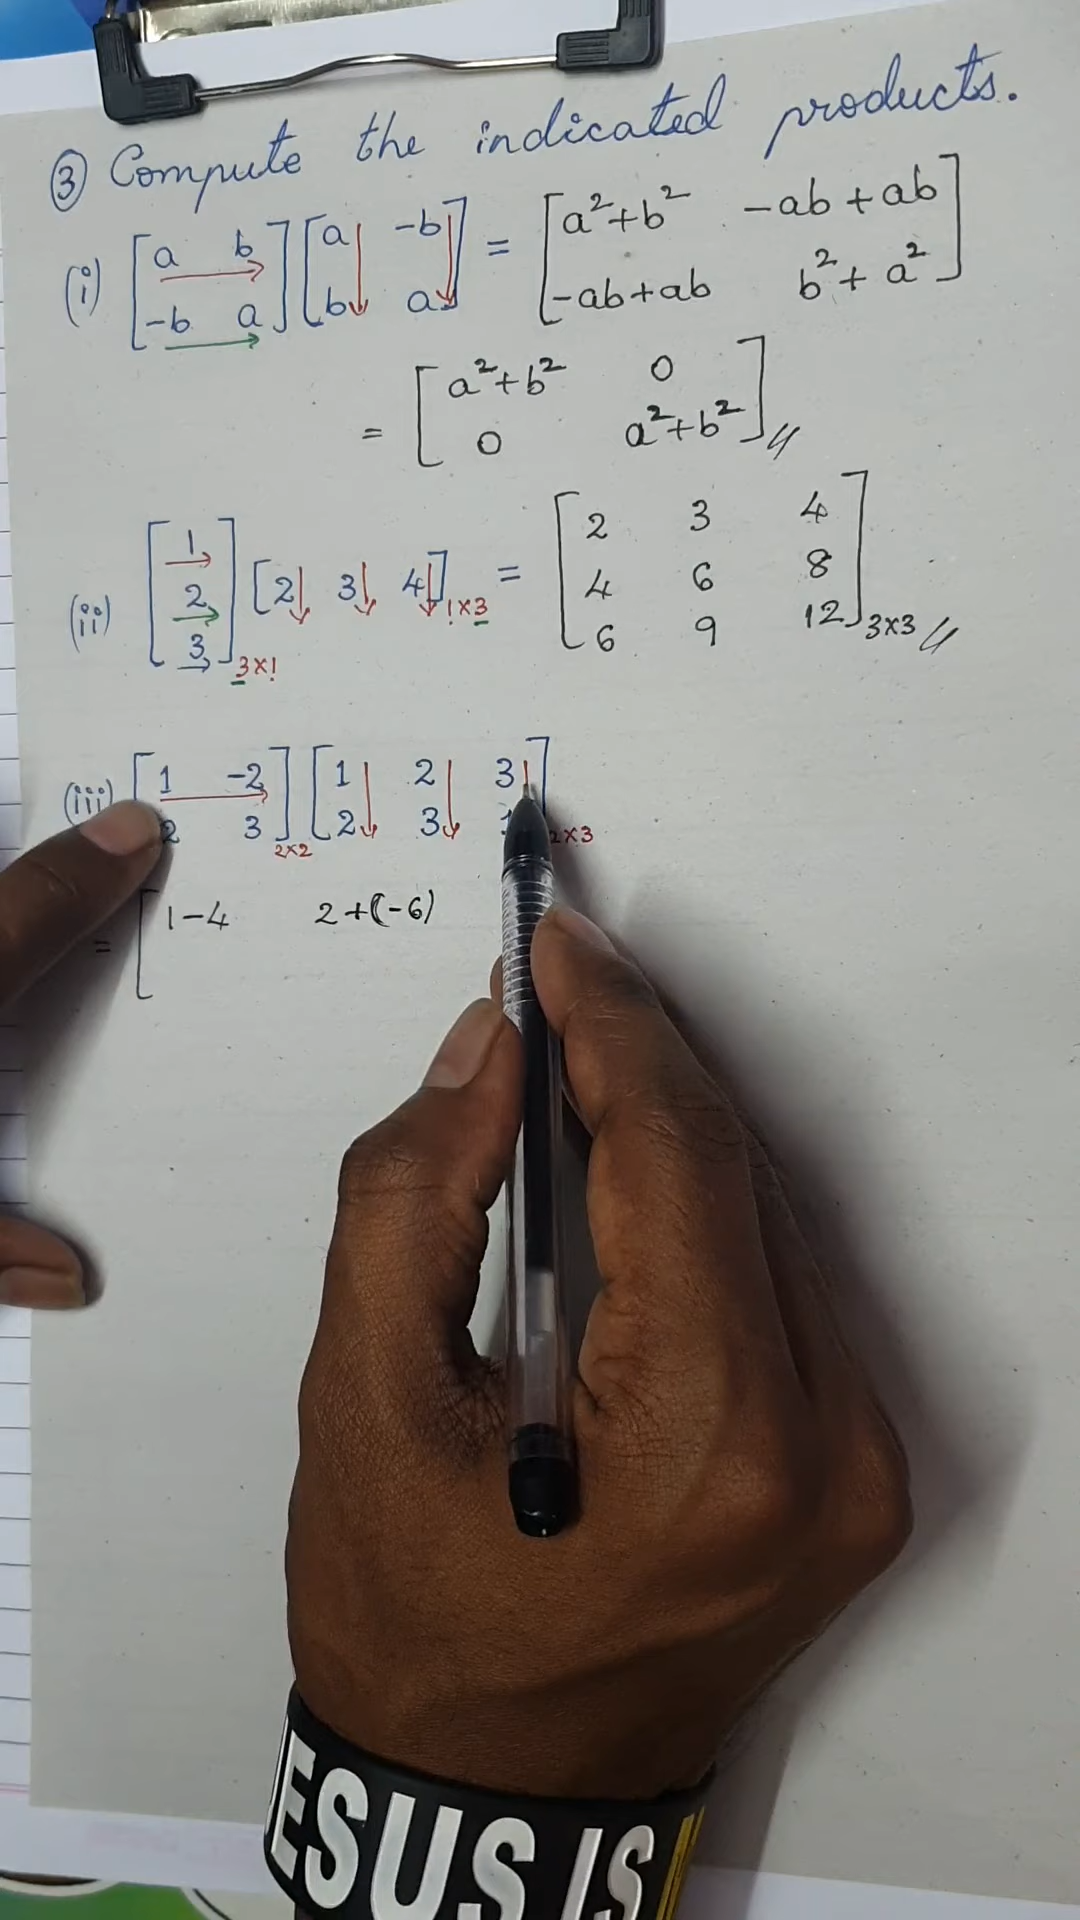 ③ Compute the indicated products.
(i) [a b -b a] [a -b b a] = [a²+b² -ab+ab -ab+ab b²+a²]
= [a²+b² 0 0 a²+b²]
(ii) [1 2 3] 3×1 [2 3 4] 1×3 = [2 3 4 4 6 8 6 9 12] 3×3
(iii) [1 -2 2 3] 2×2 [1 2 3 2 3 1] 2×3
= [1-4 2+(-6)
ESUS IS